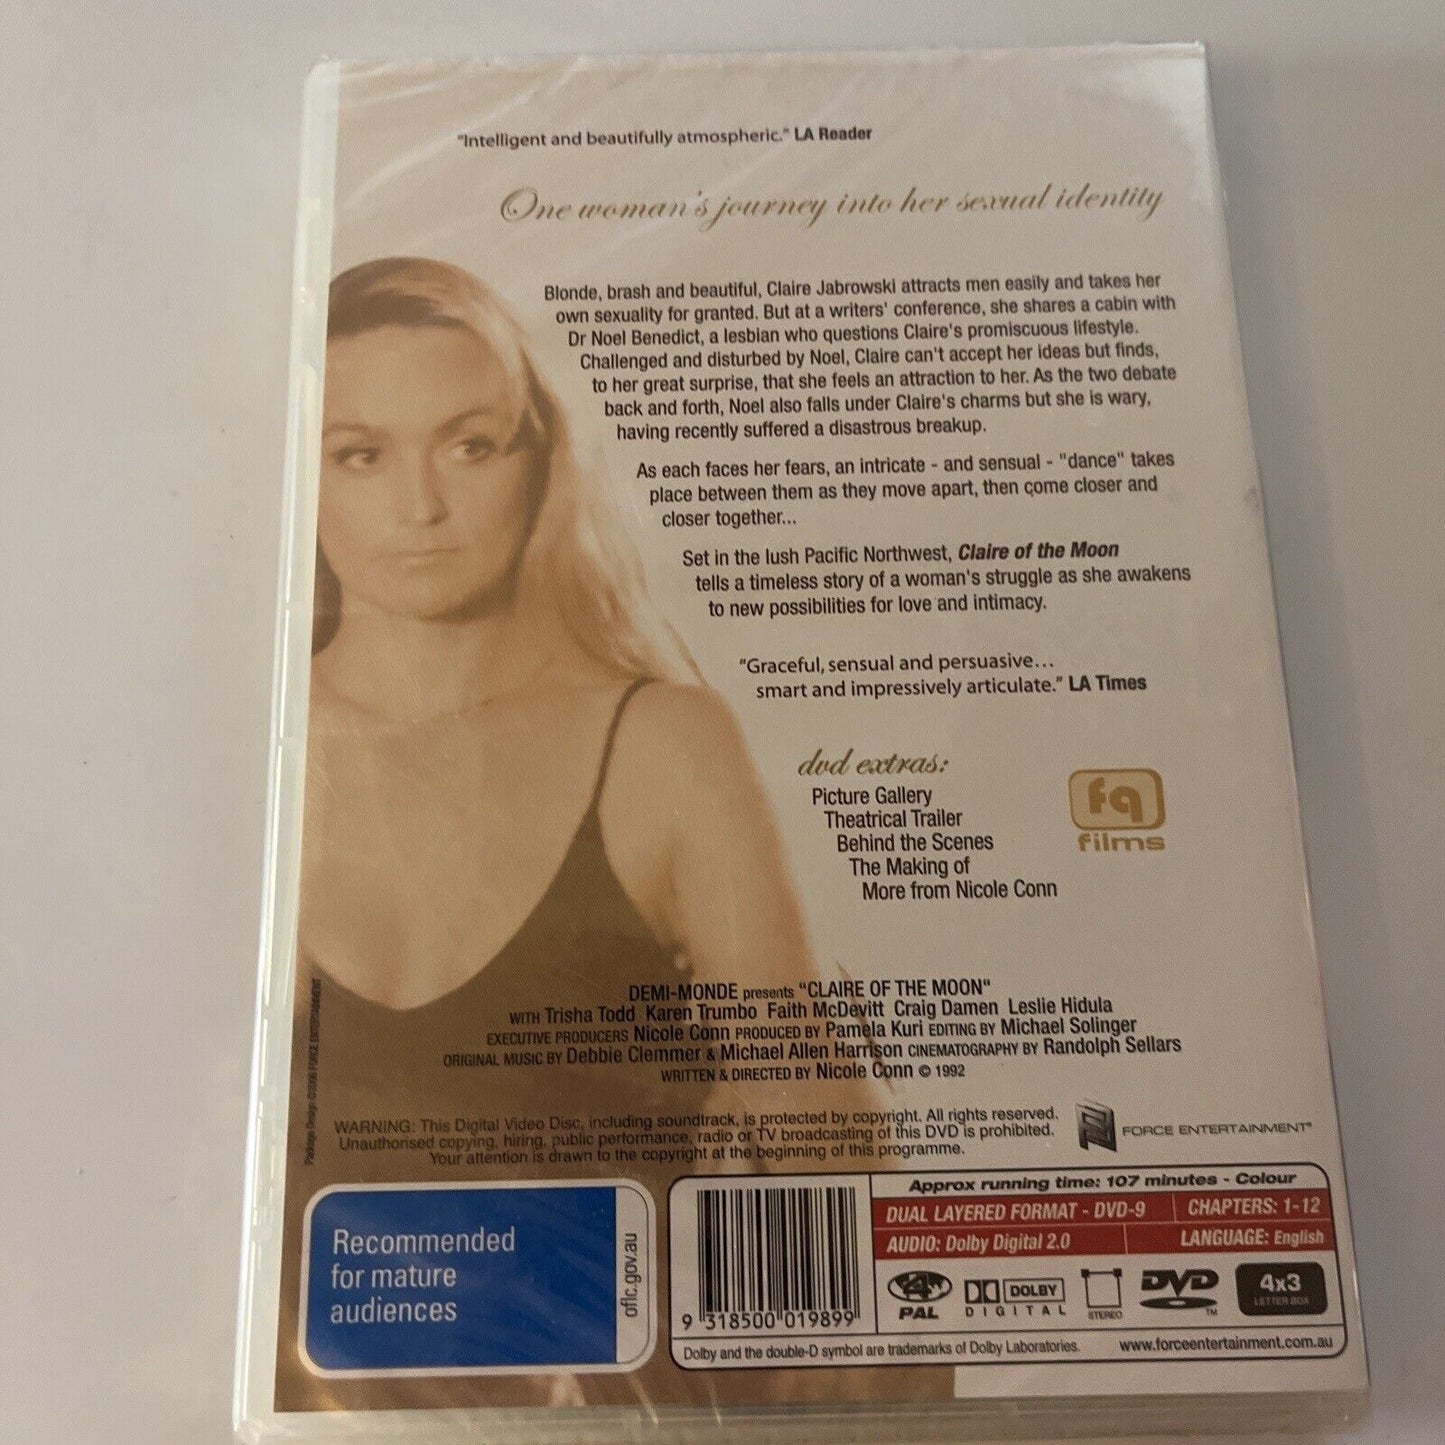 "Intelligent and beautifully atmospheric." LA Reader
One woman's journey into her sexual identity
Blonde, brash and beautiful, Claire Jabrowski attracts men easily and takes her
own sexuality for granted. But at a writers' conference, she shares a cabin with
Dr Noel Benedict, a lesbian who questions Claire's promiscuous lifestyle.
Challenged and disturbed by Noel, Claire can't accept her ideas but finds,
to her great surprise, that she feels an attraction to her. As the two debate
back and forth, Noel also falls under Claire's charms but she is wary,
having recently suffered a disastrous breakup.
As each faces her fears, an intricate - and sensual - "dance" takes
place between them as they move apart, then come closer and
closer together...
Set in the lush Pacific Northwest, Claire of the Moon
tells a timeless story of a woman's struggle as she awakens
to new possibilities for love and intimacy.
"Graceful, sensual and persuasive...
smart and impressively articulate." LA Times
dvd extras:
Picture Gallery
Theatrical Trailer
Behind the Scenes
The Making of
More from Nicole Conn
fq
films
DEMI-MONDE presents "CLAIRE OF THE MOON"
WITH Trisha Todd Karen Trumbo Faith McDevitt Craig Damen Leslie Hidula
EXECUTIVE PRODUCERS Nicole Conn PRODUCED BY Pamela Kuri EDITING BY Michael Solinger
ORIGINAL MUSIC BY Debbie Clemmer & Michael Allen Harrison CINEMATOGRAPHY BY Randolph Sellars
WRITTEN & DIRECTED BY Nicole Conn © 1992
Package Design ©2006 FORCE ENTERTAINMENT
WARNING: This Digital Video Disc, including soundtrack, is protected by copyright. All rights reserved.
Unauthorised copying, hiring, public performance, radio or TV broadcasting of this DVD is prohibited.
Your attention is drawn to the copyright at the beginning of this programme.
FORCE ENTERTAINMENT
Recommended
for mature
audiences
oflc.gov.au
9 318500 019899
Approx running time: 107 minutes - Colour
DUAL LAYERED FORMAT - DVD-9 CHAPTERS: 1-12
AUDIO: Dolby Digital 2.0 LANGUAGE: English
4
PAL
DOLBY
DIGITAL
STEREO
DVD
TM
4x3
LETTER BOX
Dolby and the double-D symbol are trademarks of Dolby Laboratories.
www.forceentertainment.com.au